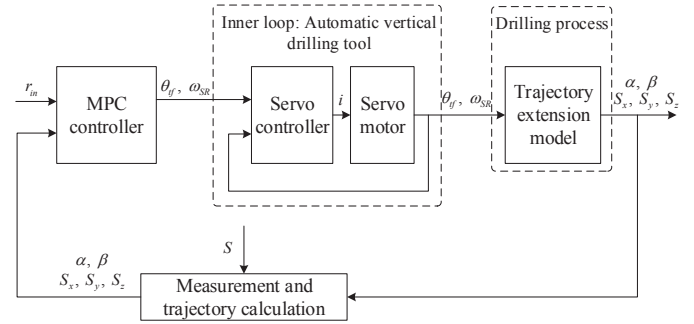 Inner loop: Automatic vertical
drilling tool
Drilling process
r_in
MPC
controller
θ_tf, ω_SR
Servo
controller
i
Servo
motor
θ_tf, ω_SR
Trajectory
extension
model
α, β
S_x, S_y, S_z
S
α, β
S_x, S_y, S_z
Measurement and
trajectory calculation